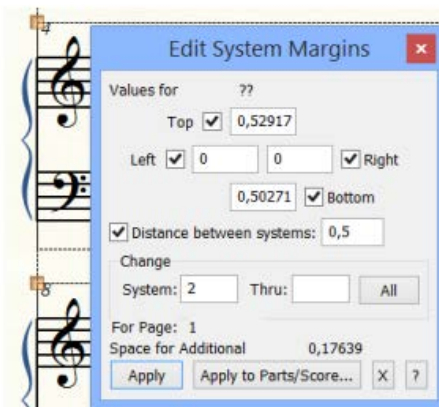 4
Edit System Margins x
Values for ??
Top 0,52917
Left 0 0 Right
0,50271 Bottom
Distance between systems: 0,5
Change
System: 2 Thru: All
8
For Page: 1
Space for Additional 0,17639
Apply Apply to Parts/Score... X ?